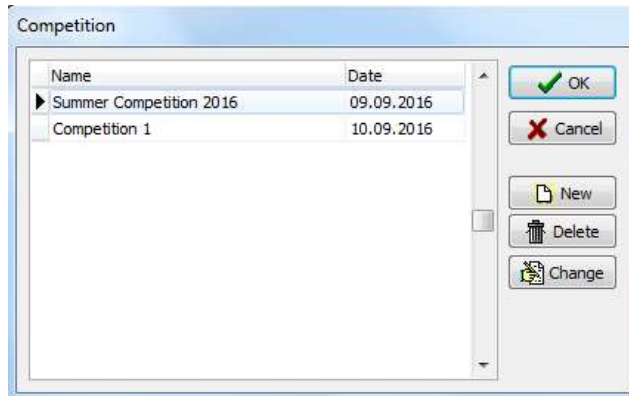 Competition
Name Date
Summer Competition 2016 09.09.2016
Competition 1 10.09.2016
OK
Cancel
New
Delete
Change